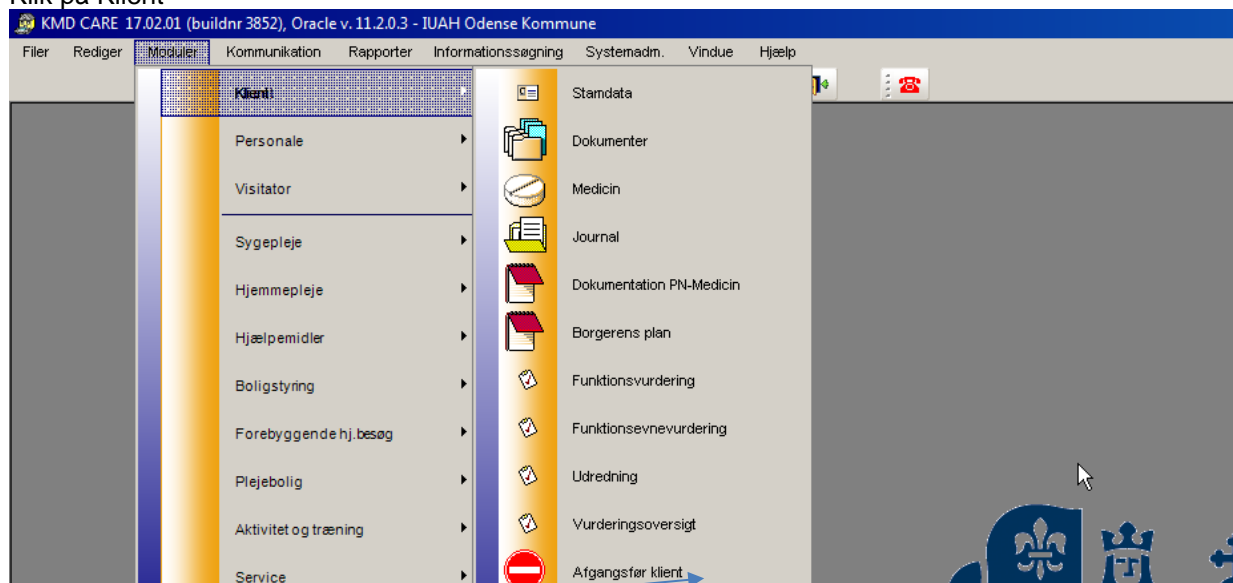 Klik på Klient
KMD CARE 17.02.01 (buildnr 3852), Oracle v. 11.2.0.3 - IUAH Odense Kommune
Filer Rediger Moduler Kommunikation Rapporter Informationssøgning Systemadm. Vindue Hjælp
Klient
Personale
Visitator
Sygepleje
Hjemmepleje
Hjælpemidler
Boligstyring
Forebyggende hj.besøg
Plejebolig
Aktivitet og træning
Service
Stamdata
Dokumenter
Medicin
Journal
Dokumentation PN-Medicin
Borgerens plan
Funktionsvurdering
Funktionsevnevurdering
Udredning
Vurderingsoversigt
Afgangsfør klient